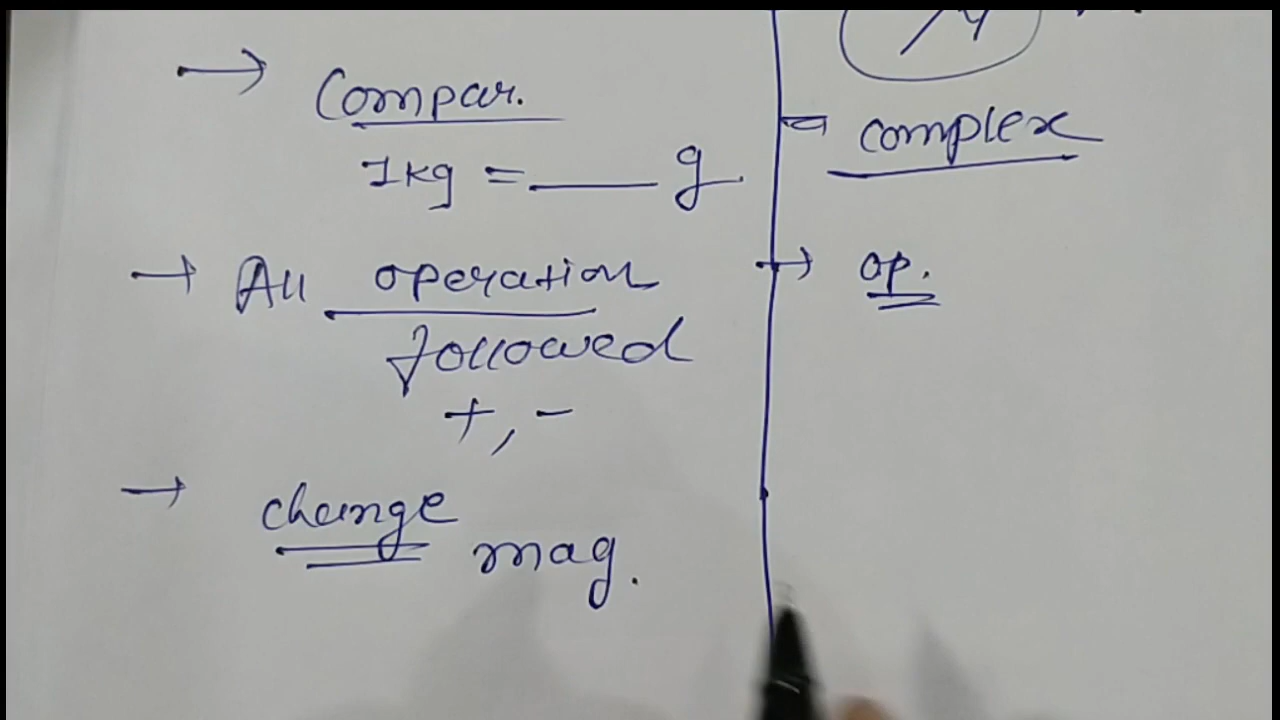 → Compar.
1kg = ____ g.
→ All operation
followed
+, -
→ change
mag.
complex
→ op.